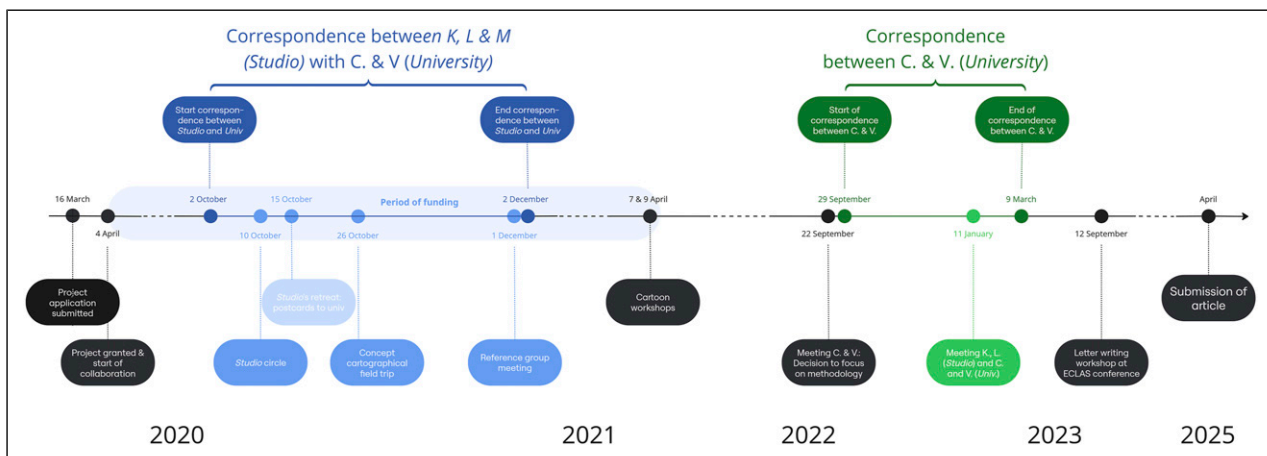 Correspondence between K, L & M
(Studio) with C. & V (University)
Correspondence
between C. & V. (University)
Start correspon-
dence between
Studio and Univ
End correspon-
dence between
Studio and Univ
Start of
correspondence
between C. & V.
End of
correspondence
between C. & V.
16 March
2 October
15 October
Period of funding
2 December
7 & 9 April
29 September
9 March
April
4 April
10 October
26 October
1 December
22 September
11 January
12 September
Project
application
submitted
Studio's retreat:
postcards to univ
Cartoon
workshops
Submission of
article
Project granted &
start of
collaboration
Studio circle
Concept
cartographical
field trip
Reference group
meeting
Meeting C. & V.:
Decision to focus
on methodology
Meeting K., L.
(Studio) and C.
and V. (Univ.)
Letter writing
workshop at
ECLAS conference
2020
2021
2022
2023
2025